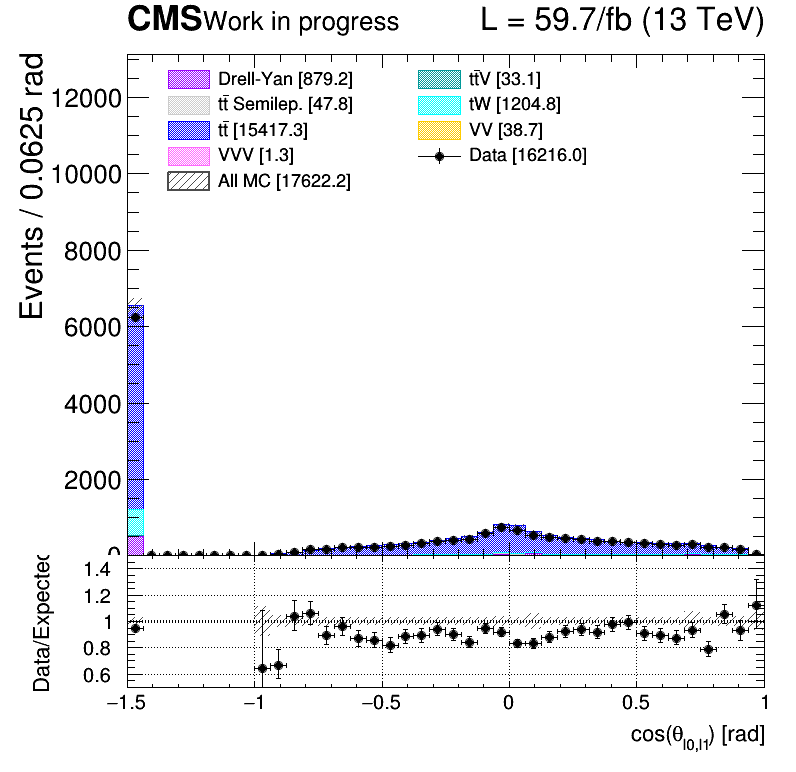 CMS Work in progress L = 59.7/fb (13 TeV)
Events / 0.0625 rad
12000
10000
8000
6000
4000
2000
0
Drell-Yan [879.2]
tt̄ Semilep. [47.8]
tt̄ [15417.3]
VVV [1.3]
All MC [17622.2]
tt̄V [33.1]
tW [1204.8]
VV [38.7]
Data [16216.0]
Data/Expected
1.4
1.2
1
0.8
0.6
−1.5 −1 −0.5 0 0.5 1
cos(θl0,l1) [rad]